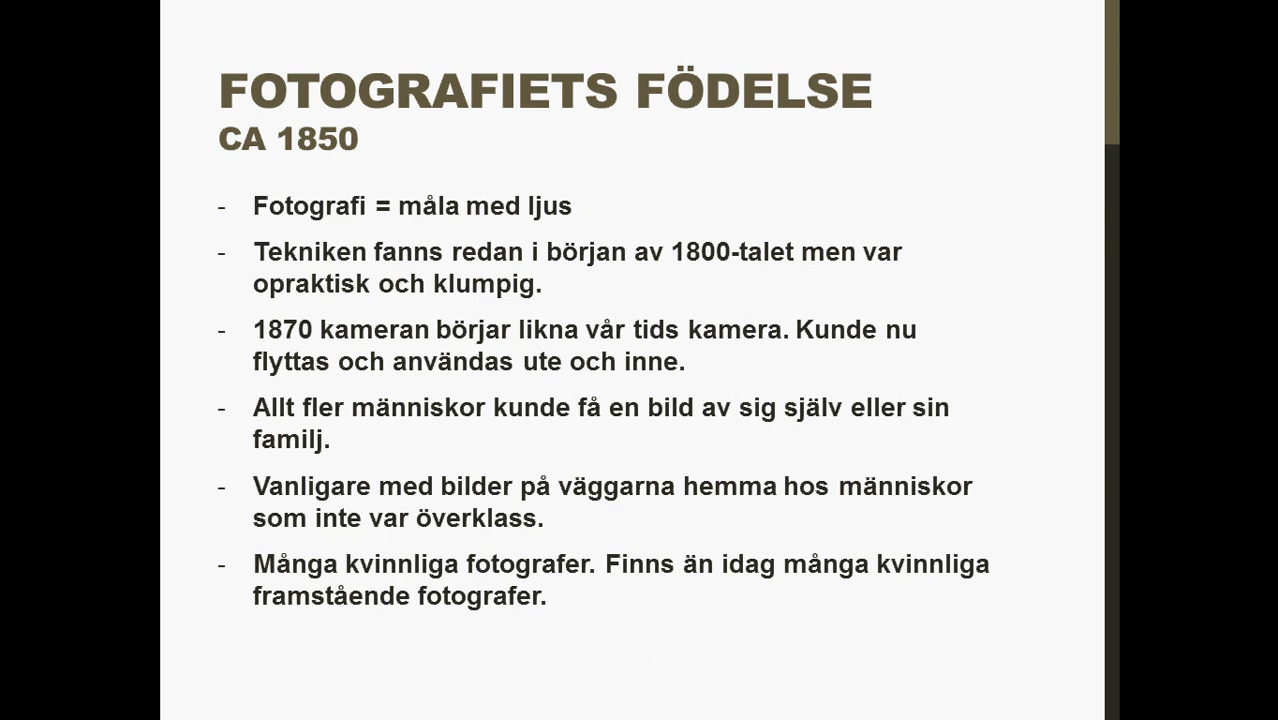 FOTOGRAFIETS FÖDELSE
CA 1850
- Fotografi = måla med ljus
- Tekniken fanns redan i början av 1800-talet men var
opraktisk och klumpig.
- 1870 kameran börjar likna vår tids kamera. Kunde nu
flyttas och användas ute och inne.
- Allt fler människor kunde få en bild av sig själv eller sin
familj.
- Vanligare med bilder på väggarna hemma hos människor
som inte var överklass.
- Många kvinnliga fotografer. Finns än idag många kvinnliga
framstående fotografer.